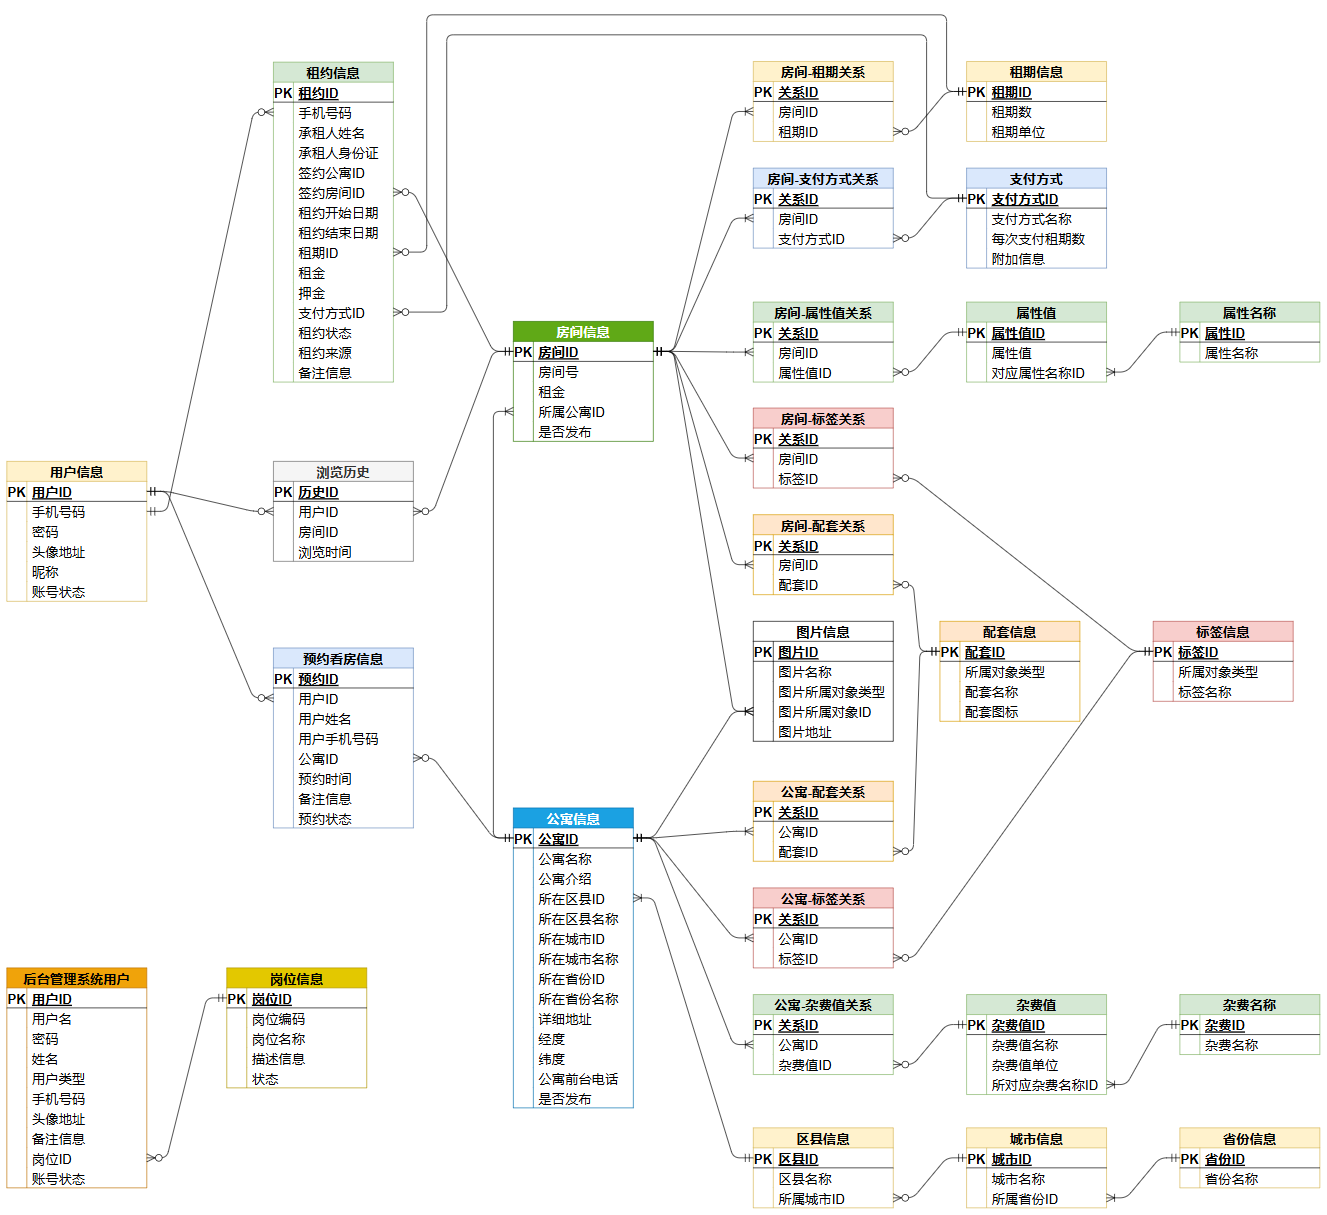 租约信息
PK 租约ID
手机号码
承租人姓名
承租人身份证
签约公寓ID
签约房间ID
租约开始日期
租约结束日期
租期ID
租金
押金
支付方式ID
租约状态
租约来源
备注信息
房间-租期关系
PK 关系ID
房间ID
租期ID
租期信息
PK 租期ID
租期数
租期单位
房间-支付方式关系
PK 关系ID
房间ID
支付方式ID
支付方式
PK 支付方式ID
支付方式名称
每次支付租期数
附加信息
房间信息
PK 房间ID
房间号
租金
所属公寓ID
是否发布
房间-属性值关系
PK 关系ID
房间ID
属性值ID
属性值
PK 属性值ID
属性值
对应属性名称ID
属性名称
PK 属性ID
属性名称
房间-标签关系
PK 关系ID
房间ID
标签ID
用户信息
PK 用户ID
手机号码
密码
头像地址
昵称
账号状态
浏览历史
PK 历史ID
用户ID
房间ID
浏览时间
房间-配套关系
PK 关系ID
房间ID
配套ID
图片信息
PK 图片ID
图片名称
图片所属对象类型
图片所属对象ID
图片地址
配套信息
PK 配套ID
所属对象类型
配套名称
配套图标
标签信息
PK 标签ID
所属对象类型
标签名称
预约看房信息
PK 预约ID
用户ID
用户姓名
用户手机号码
公寓ID
预约时间
备注信息
预约状态
公寓信息
PK 公寓ID
公寓名称
公寓介绍
所在区县ID
所在区县名称
所在城市ID
所在城市名称
所在省份ID
所在省份名称
详细地址
经度
纬度
公寓前台电话
是否发布
公寓-配套关系
PK 关系ID
公寓ID
配套ID
公寓-标签关系
PK 关系ID
公寓ID
标签ID
后台管理系统用户
PK 用户ID
用户名
密码
姓名
用户类型
手机号码
头像地址
备注信息
岗位ID
账号状态
岗位信息
PK 岗位ID
岗位编码
岗位名称
描述信息
状态
公寓-杂费值关系
PK 关系ID
公寓ID
杂费值ID
杂费值
PK 杂费值ID
杂费值名称
杂费值单位
所对应杂费名称ID
杂费名称
PK 杂费ID
杂费名称
区县信息
PK 区县ID
区县名称
所属城市ID
城市信息
PK 城市ID
城市名称
所属省份ID
省份信息
PK 省份ID
省份名称